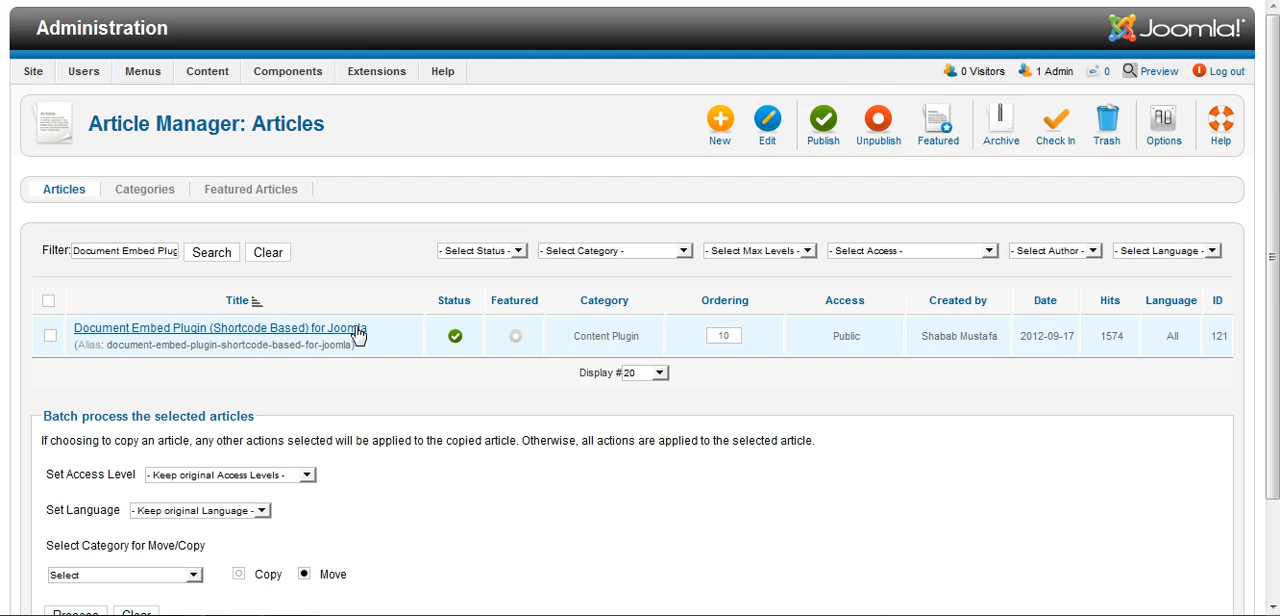 Administration
Joomla!
Site Users Menus Content Components Extensions Help
0 Visitors 1 Admin 0 Preview Log out
Article Manager: Articles
New Edit Publish Unpublish Featured Archive Check In Trash Options Help
Articles Categories Featured Articles
Filter: Document Embed Plug Search Clear - Select Status - - Select Category - - Select Max Levels - - Select Access - - Select Author - - Select Language -
Title Status Featured Category Ordering Access Created by Date Hits Language ID
Document Embed Plugin (Shortcode Based) for Joomla
10
Content Plugin Public Shabab Mustafa 2012-09-17 1574 All 121
(Alias: document-embed-plugin-shortcode-based-for-joomla)
Display # 20
Batch process the selected articles
If choosing to copy an article, any other actions selected will be applied to the copied article. Otherwise, all actions are applied to the selected article.
Set Access Level - Keep original Access Levels -
Set Language - Keep original Language -
Select Category for Move/Copy
Select Copy Move
Process Clear